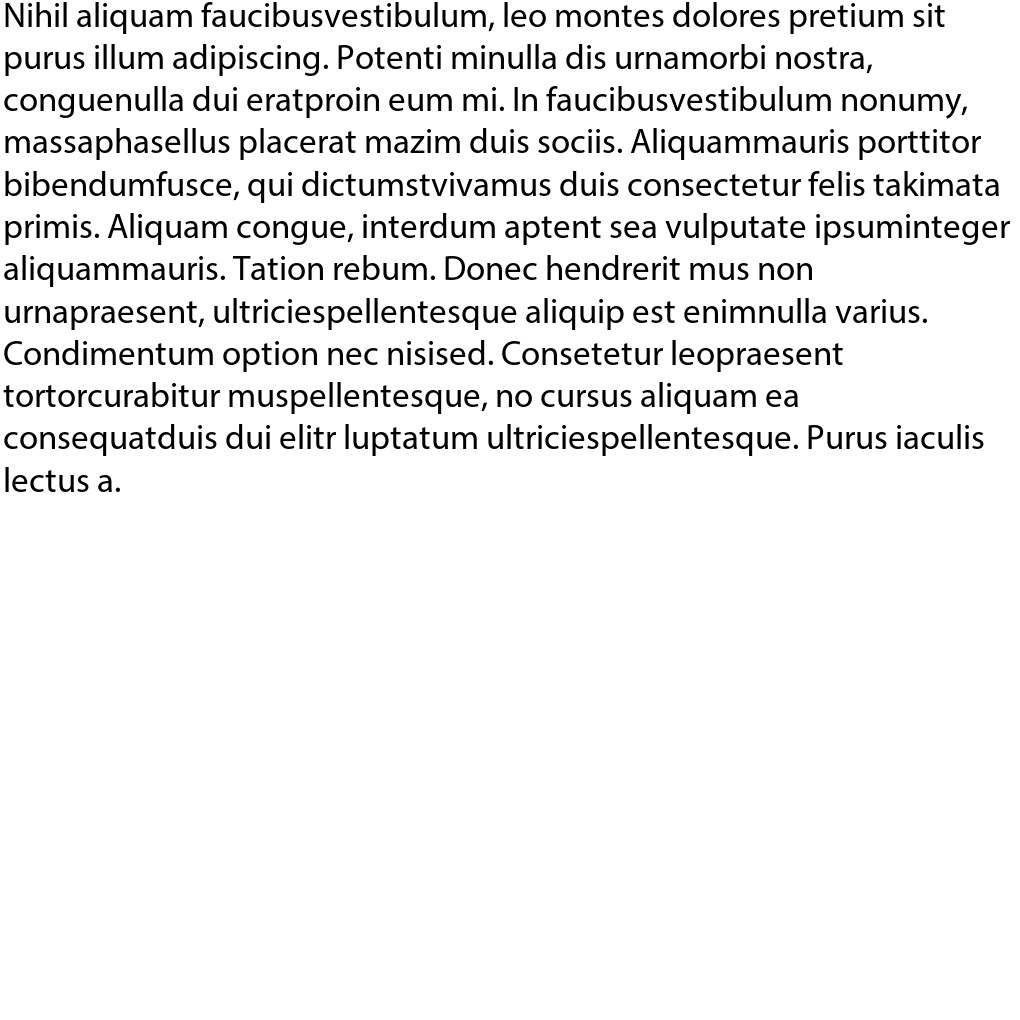 Nihil aliquam faucibusvestibulum, leo montes dolores pretium sit
purus illum adipiscing. Potenti minulla dis urnamorbi nostra,
conguenulla dui eratproin eum mi. In faucibusvestibulum nonumy,
massaphasellus placerat mazim duis sociis. Aliquammauris porttitor
bibendumfusce, qui dictumstvivamus duis consectetur felis takimata
primis. Aliquam congue, interdum aptent sea vulputate ipsuminteger
aliquammauris. Tation rebum. Donec hendrerit mus non
urnapraesent, ultriciespellentesque aliquip est enimnulla varius.
Condimentum option nec nisised. Consetetur leopraesent
tortorcurabitur muspellentesque, no cursus aliquam ea
consequatduis dui elitr luptatum ultriciespellentesque. Purus iaculis
lectus a.